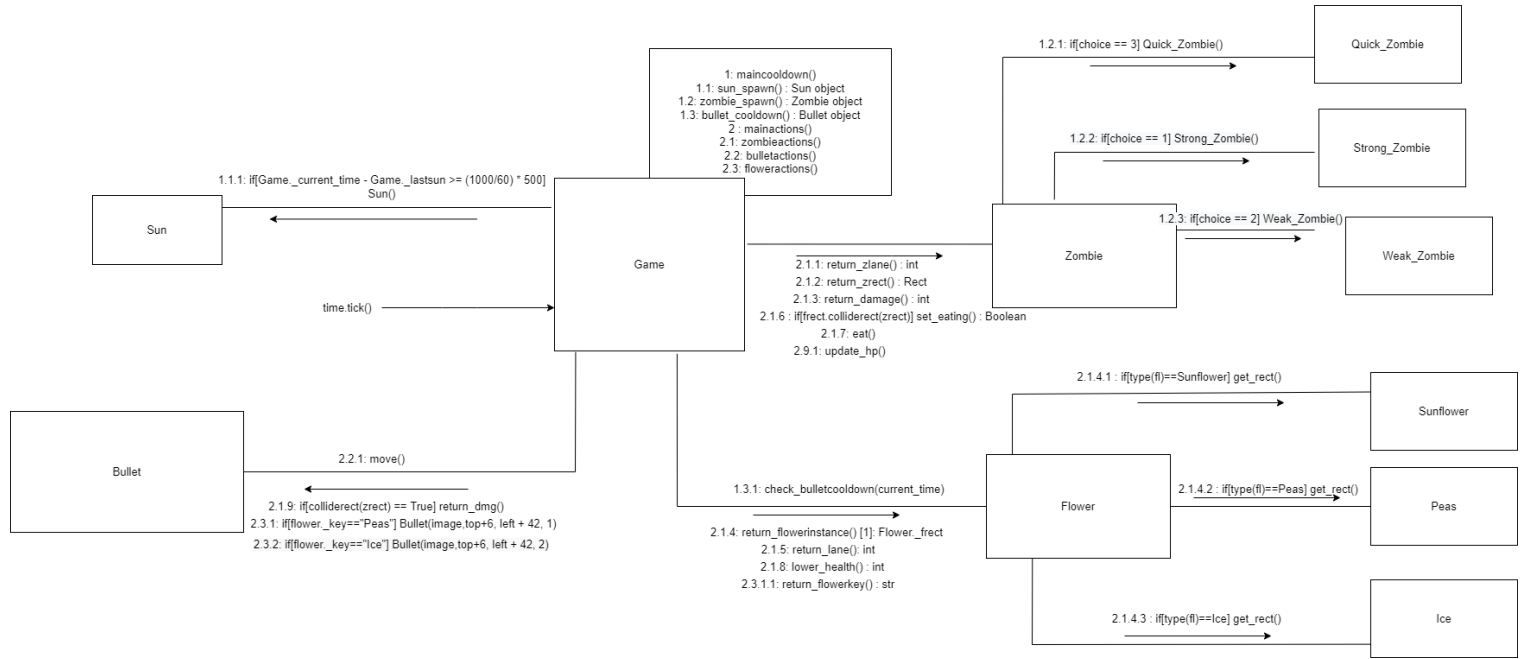 1.2.1: if[choice == 3] Quick_Zombie()
Quick_Zombie
1: maincooldown()
1.1: sun_spawn() : Sun object
1.2: zombie_spawn() : Zombie object
1.3: bullet_cooldown() : Bullet object
2 : mainactions()
2.1: zombieactions()
2.2: bulletactions()
2.3: floweractions()
1.2.2: if[choice == 1] Strong_Zombie()
Strong_Zombie
1.1.1: if[Game._current_time - Game._lastsun >= (1000/60) * 500]
Sun()
Sun
Game
1.2.3: if[choice == 2] Weak_Zombie()
Zombie
Weak_Zombie
2.1.1: return_zlane() : int
2.1.2: return_zrect() : Rect
2.1.3: return_damage() : int
2.1.6 : if[frect.colliderect(zrect)] set_eating() : Boolean
2.1.7: eat()
2.9.1: update_hp()
time.tick()
2.1.4.1 : if[type(fl)==Sunflower] get_rect()
Sunflower
Bullet
2.2.1: move()
2.1.9: if[colliderect(zrect) == True] return_dmg()
2.3.1: if[flower._key=="Peas"] Bullet(image,top+6, left + 42, 1)
2.3.2: if[flower._key=="Ice"] Bullet(image,top+6, left + 42, 2)
1.3.1: check_bulletcooldown(current_time)
2.1.4: return_flowerinstance() [1]: Flower._frect
2.1.5: return_lane(): int
2.1.8: lower_health() : int
2.3.1.1: return_flowerkey() : str
Flower
2.1.4.2 : if[type(fl)==Peas] get_rect()
Peas
2.1.4.3 : if[type(fl)==Ice] get_rect()
Ice